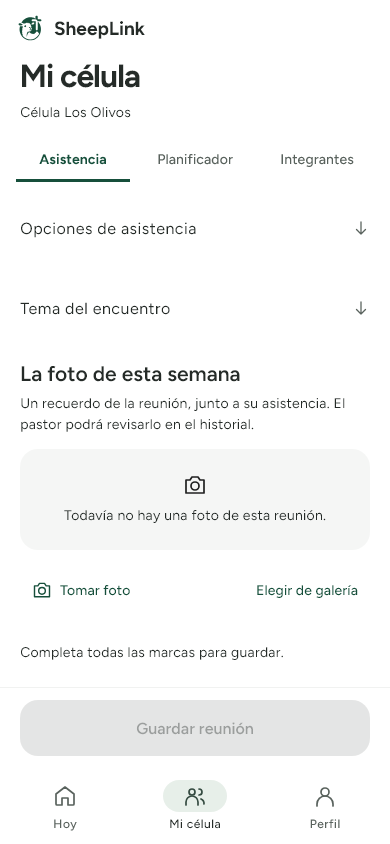 SheepLink
Mi célula
Célula Los Olivos
Asistencia
Planificador
Integrantes
Opciones de asistencia
Tema del encuentro
La foto de esta semana
Un recuerdo de la reunión, junto a su asistencia. El
pastor podrá revisarlo en el historial.
Todavía no hay una foto de esta reunión.
Tomar foto
Elegir de galería
Completa todas las marcas para guardar.
Guardar reunión
Hoy
Mi célula
Perfil